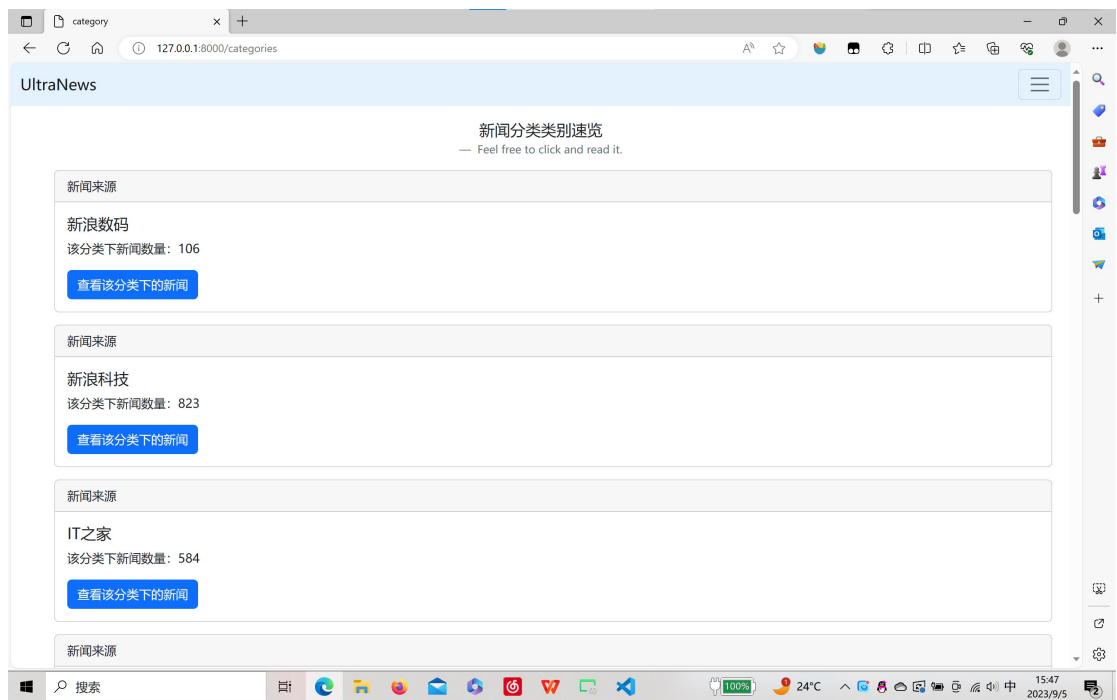 category
127.0.0.1:8000/categories
UltraNews
新闻分类类别速览
— Feel free to click and read it.
新闻来源
新浪数码
该分类下新闻数量：106
查看该分类下的新闻
新闻来源
新浪科技
该分类下新闻数量：823
查看该分类下的新闻
新闻来源
IT之家
该分类下新闻数量：584
查看该分类下的新闻
新闻来源
搜索
100%
24°C
中
15:47
2023/9/5